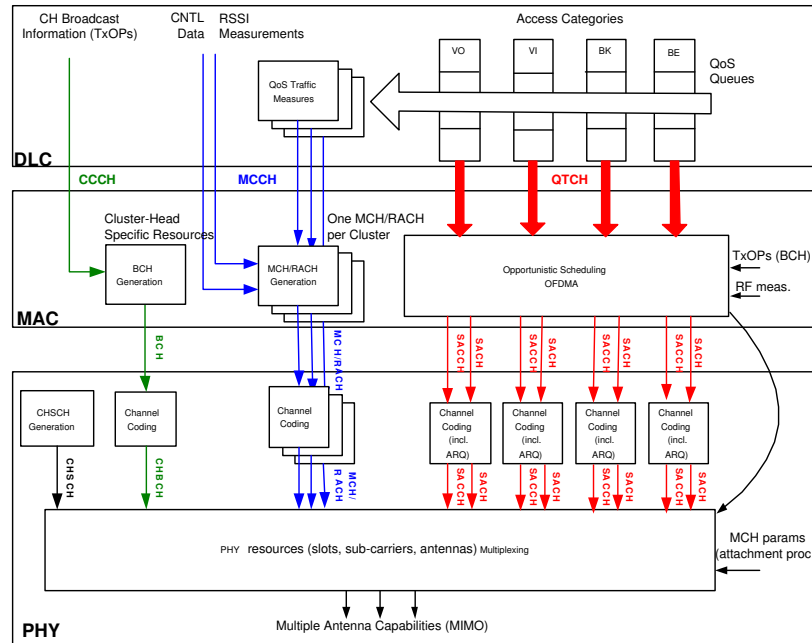 CH Broadcast
Information (TxOPs)
CNTL
Data
RSSI
Measurements
Access Categories
VO
VI
BK
BE
QoS
Queues
QoS Traffic
Measures
DLC
CCCH
MCCH
QTCH
Cluster-Head
Specific Resources
One MCH/RACH
per Cluster
BCH
Generation
MCH/RACH
Generation
Opportunistic Scheduling
OFDMA
TxOPs (BCH)
RF meas.
MAC
BCH
MCH/RACH
SACCH
SACH
SACCH
SACH
SACCH
SACH
SACCH
SACH
CHSCH
Generation
Channel
Coding
Channel
Coding
Channel
Coding
(incl.
ARQ)
Channel
Coding
(incl.
ARQ)
Channel
Coding
(incl.
ARQ)
Channel
Coding
(incl.
ARQ)
CHSCH
CHBCH
MCH/
RACH
SACCH
SACH
SACCH
SACH
SACCH
SACH
SACCH
SACH
PHY resources (slots, sub-carriers, antennas) Multiplexing
MCH params
(attachment proc
Multiple Antenna Capabilities (MIMO)
PHY